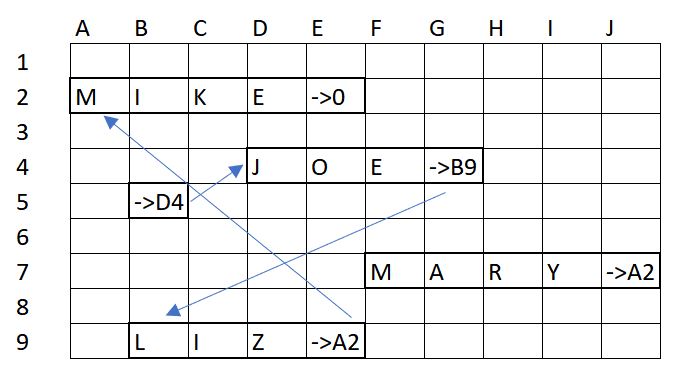 A B C D E F G H I J
1
2 M I K E ->0
3
4 J O E ->B9
5 ->D4
6
7 M A R Y ->A2
8
9 L I Z ->A2